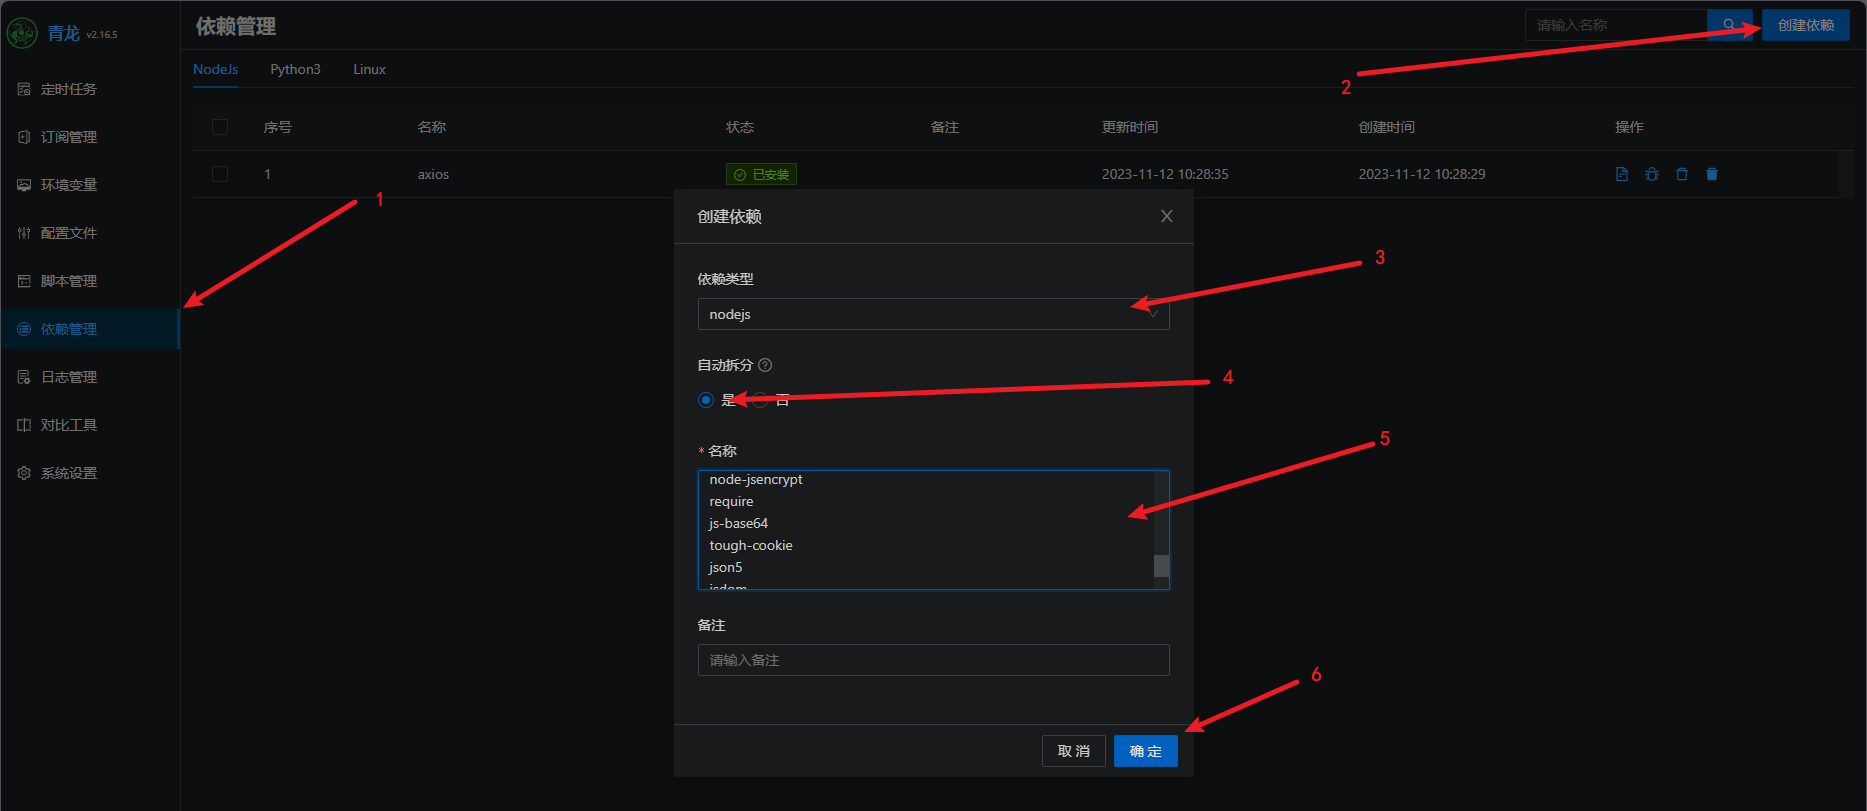 青龙 v2.16.5
定时任务
订阅管理
环境变量
配置文件
脚本管理
依赖管理
日志管理
对比工具
系统设置
依赖管理
请输入名称
创建依赖
NodeJs Python3 Linux
序号 名称 状态 备注 更新时间 创建时间 操作
1 axios 已安装 2023-11-12 10:28:35 2023-11-12 10:28:29
创建依赖
依赖类型
nodejs
自动拆分
是 否
* 名称
node-jsencrypt
require
js-base64
tough-cookie
json5
jsdom
备注
请输入备注
取消 确定
1
2
3
4
5
6